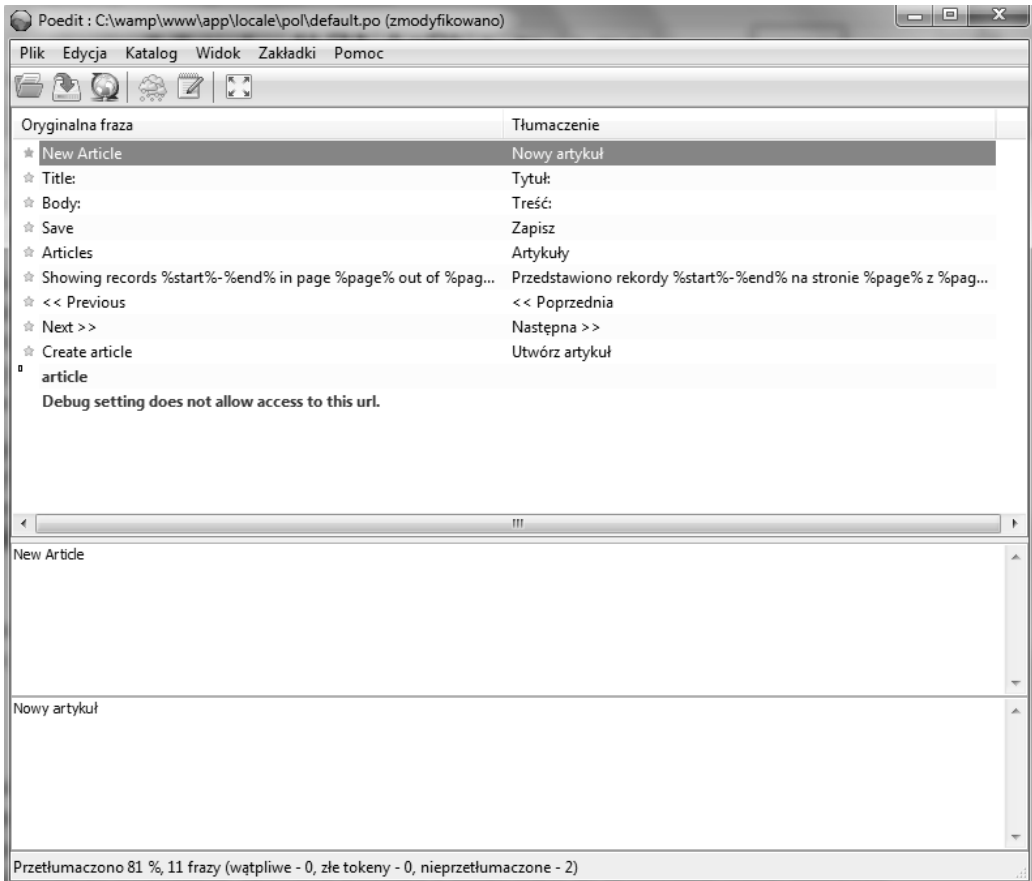 Poedit : C:\wamp\www\app\locale\pol\default.po (zmodyfikowano)
Plik Edycja Katalog Widok Zakładki Pomoc
Oryginalna fraza Tłumaczenie
New Article Nowy artykuł
Title: Tytuł:
Body: Treść:
Save Zapisz
Articles Artykuły
Showing records %start%-%end% in page %page% out of %pag... Przedstawiono rekordy %start%-%end% na stronie %page% z %pag...
<< Previous << Poprzednia
Next >> Następna >>
Create article Utwórz artykuł
article
Debug setting does not allow access to this url.
New Article
Nowy artykuł
Przetłumaczono 81 %, 11 frazy (wątpliwe - 0, złe tokeny - 0, nieprzetłumaczone - 2)